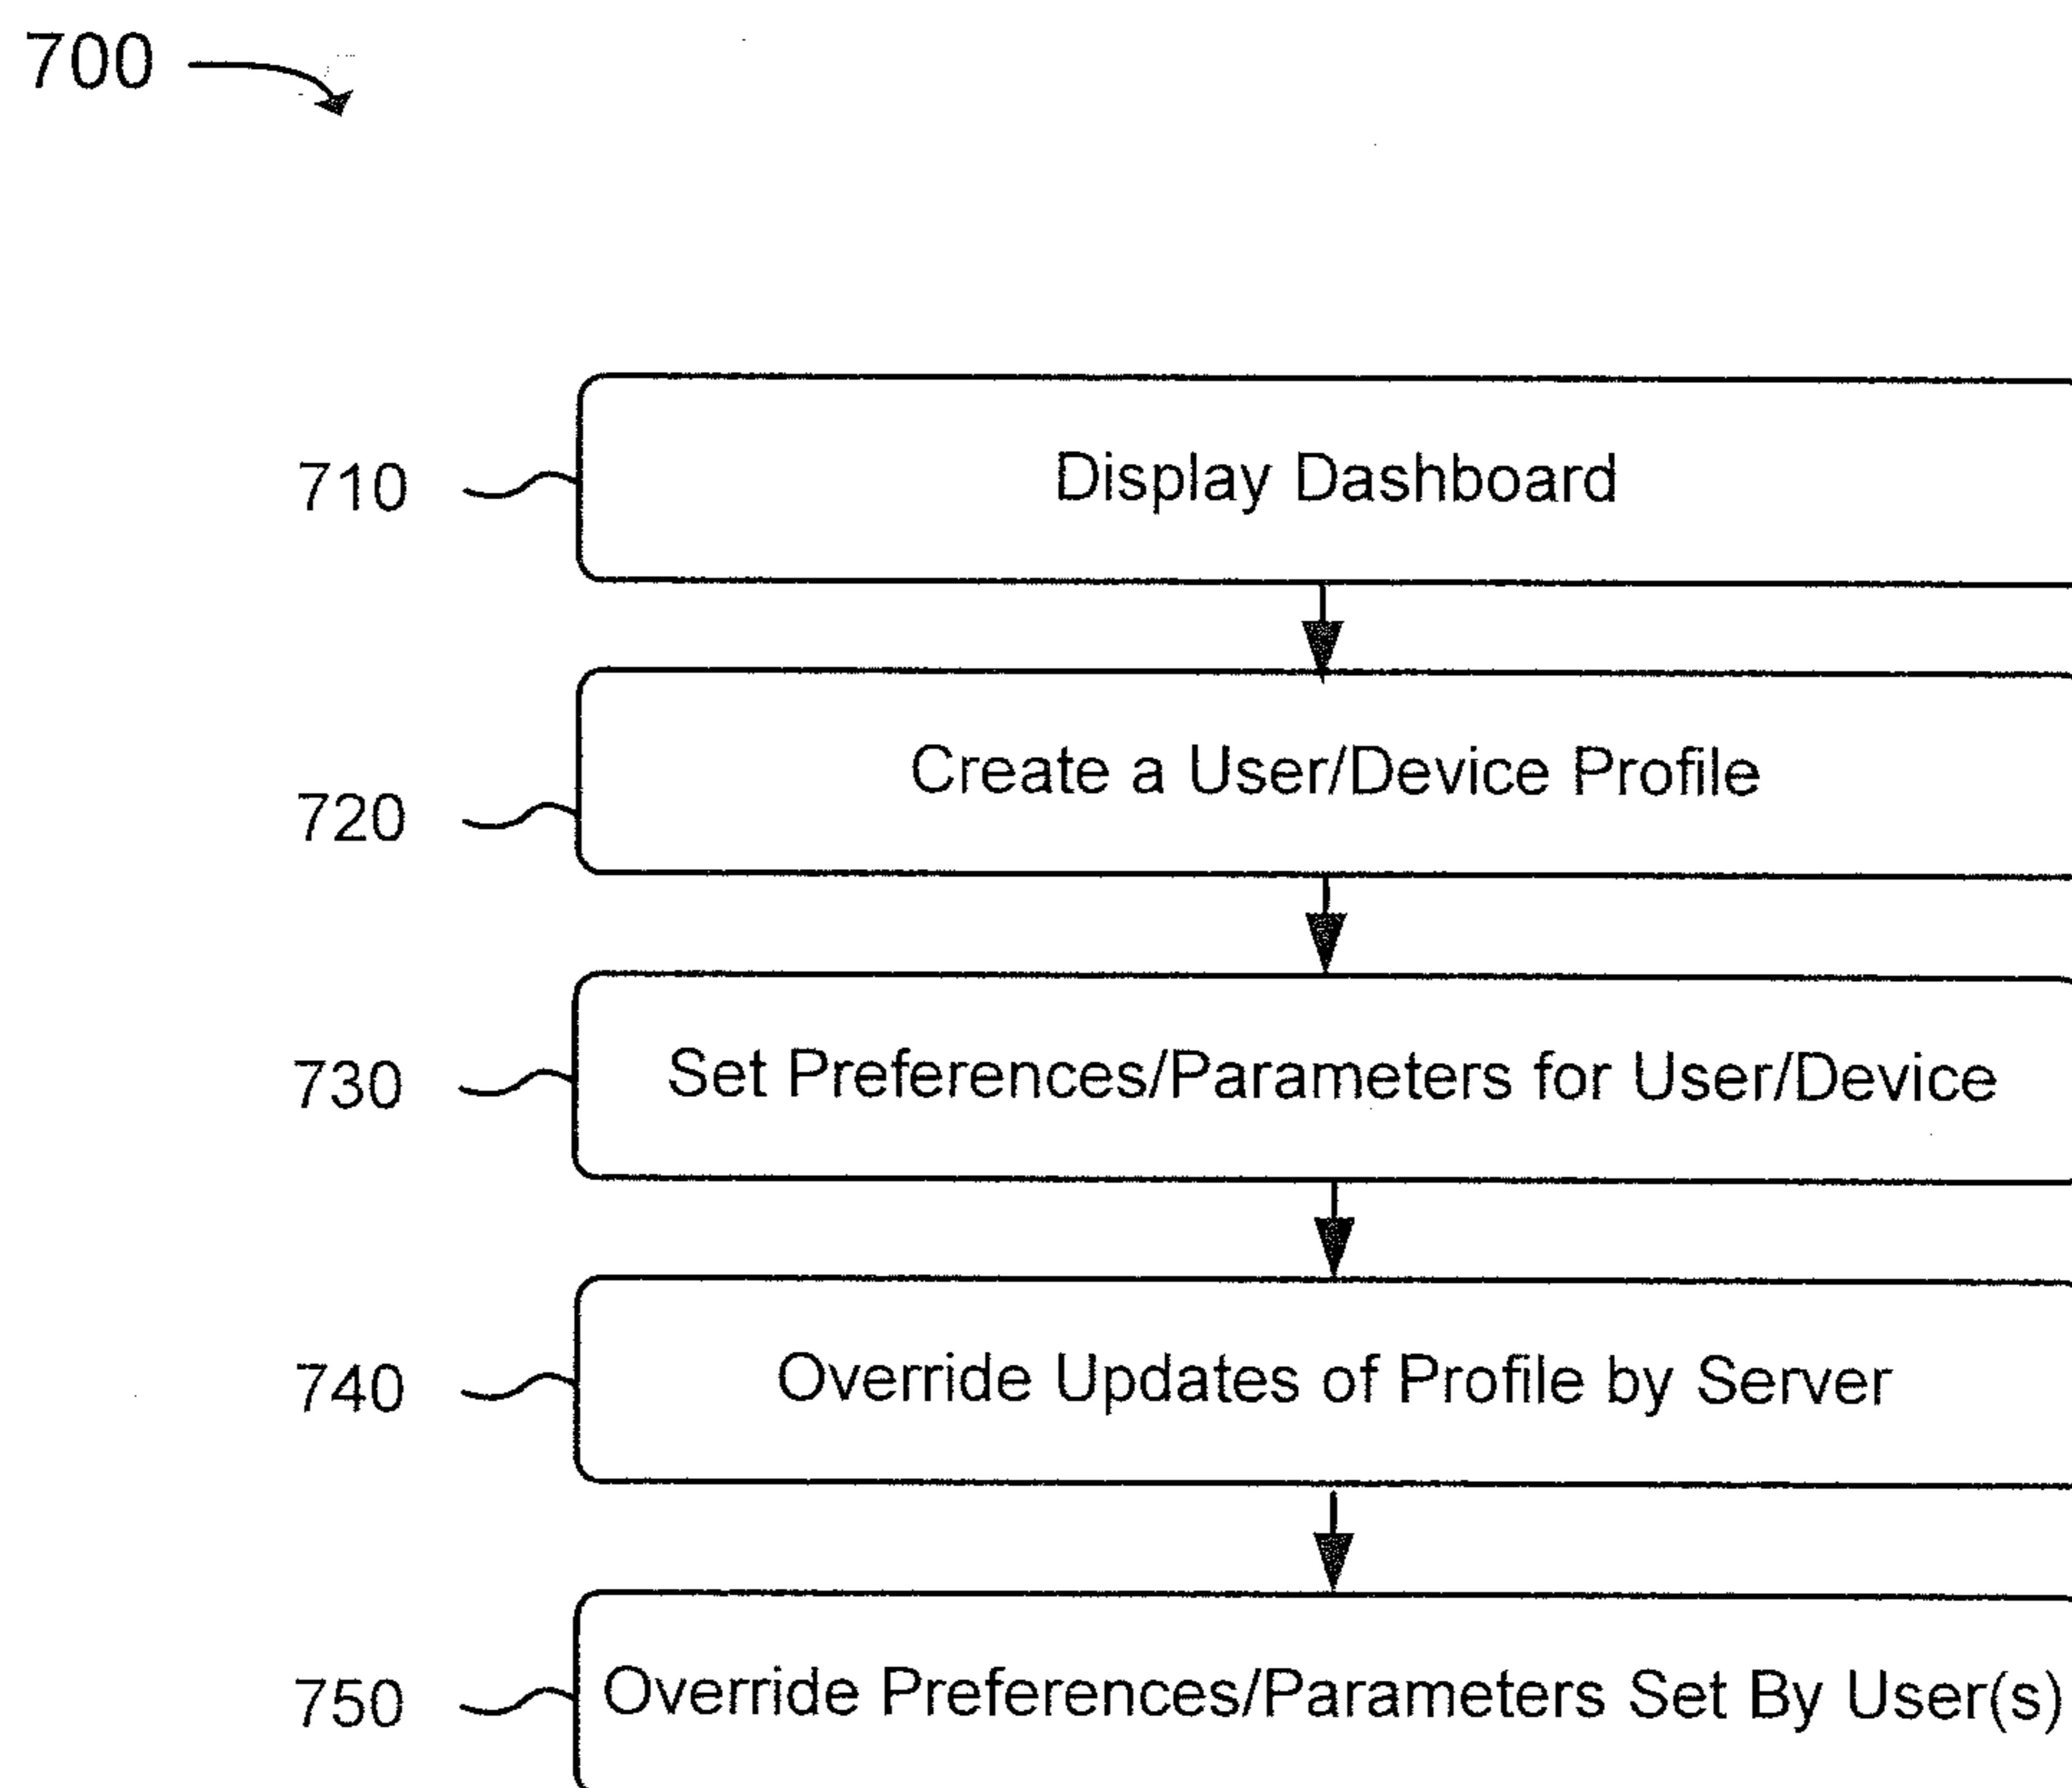 700
710 Display Dashboard
720 Create a User/Device Profile
730 Set Preferences/Parameters for User/Device
740 Override Updates of Profile by Server
750 Override Preferences/Parameters Set By User(s)